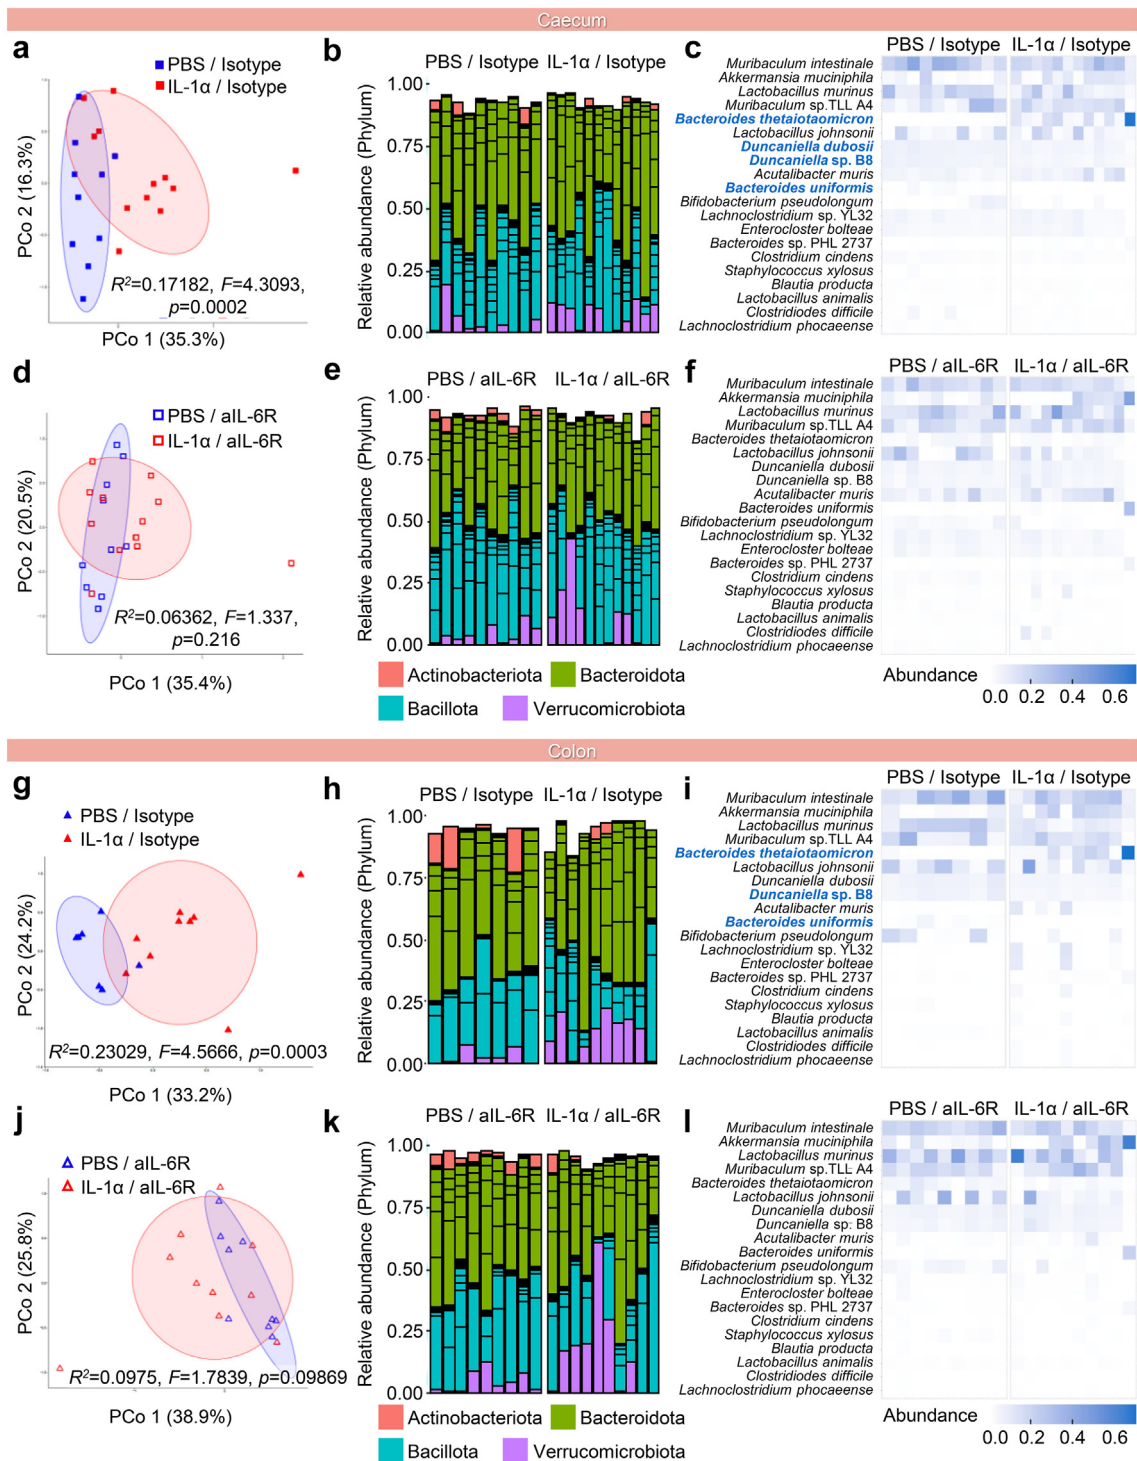 Caecum
a
PBS / Isotype
IL-1α / Isotype
PCo 2 (16.3%)
R²=0.17182, F=4.3093,
p=0.0002
PCo 1 (35.3%)
b
PBS / Isotype IL-1α / Isotype
Relative abundance (Phylum)
1.00
0.75
0.50
0.25
0.00
c
PBS / Isotype IL-1α / Isotype
Muribaculum intestinale
Akkermansia muciniphila
Lactobacillus murinus
Muribaculum sp.TLL A4
Bacteroides thetaiotaomicron
Lactobacillus johnsonii
Duncaniella dubosii
Duncaniella sp. B8
Acutalibacter muris
Bacteroides uniformis
Bifidobacterium pseudolongum
Lachnoclostridium sp. YL32
Enterocloster bolteae
Bacteroides sp. PHL 2737
Clostridium cindens
Staphylococcus xylosus
Blautia producta
Lactobacillus animalis
Clostridiodes difficile
Lachnoclostridium phocaeense
d
PBS / aIL-6R
IL-1α / aIL-6R
PCo 2 (20.5%)
R²=0.06362, F=1.337,
p=0.216
PCo 1 (35.4%)
e
PBS / aIL-6R IL-1α / aIL-6R
Relative abundance (Phylum)
1.00
0.75
0.50
0.25
0.00
Actinobacteriota Bacteroidota
Bacillota Verrucomicrobiota
f
PBS / aIL-6R IL-1α / aIL-6R
Muribaculum intestinale
Akkermansia muciniphila
Lactobacillus murinus
Muribaculum sp.TLL A4
Bacteroides thetaiotaomicron
Lactobacillus johnsonii
Duncaniella dubosii
Duncaniella sp. B8
Acutalibacter muris
Bacteroides uniformis
Bifidobacterium pseudolongum
Lachnoclostridium sp. YL32
Enterocloster bolteae
Bacteroides sp. PHL 2737
Clostridium cindens
Staphylococcus xylosus
Blautia producta
Lactobacillus animalis
Clostridiodes difficile
Lachnoclostridium phocaeense
Abundance
0.0 0.2 0.4 0.6
Colon
g
PBS / Isotype
IL-1α / Isotype
PCo 2 (24.2%)
R²=0.23029, F=4.5666, p=0.0003
PCo 1 (33.2%)
h
PBS / Isotype IL-1α / Isotype
Relative abundance (Phylum)
1.00
0.75
0.50
0.25
0.00
i
PBS / Isotype IL-1α / Isotype
Muribaculum intestinale
Akkermansia muciniphila
Lactobacillus murinus
Muribaculum sp.TLL A4
Bacteroides thetaiotaomicron
Lactobacillus johnsonii
Duncaniella dubosii
Duncaniella sp. B8
Acutalibacter muris
Bacteroides uniformis
Bifidobacterium pseudolongum
Lachnoclostridium sp. YL32
Enterocloster bolteae
Bacteroides sp. PHL 2737
Clostridium cindens
Staphylococcus xylosus
Blautia producta
Lactobacillus animalis
Clostridiodes difficile
Lachnoclostridium phocaeense
j
PBS / aIL-6R
IL-1α / aIL-6R
PCo 2 (25.8%)
R²=0.0975, F=1.7839, p=0.09869
PCo 1 (38.9%)
k
PBS / aIL-6R IL-1α / aIL-6R
Relative abundance (Phylum)
1.00
0.75
0.50
0.25
0.00
Actinobacteriota Bacteroidota
Bacillota Verrucomicrobiota
l
PBS / aIL-6R IL-1α / aIL-6R
Muribaculum intestinale
Akkermansia muciniphila
Lactobacillus murinus
Muribaculum sp.TLL A4
Bacteroides thetaiotaomicron
Lactobacillus johnsonii
Duncaniella dubosii
Duncaniella sp. B8
Acutalibacter muris
Bacteroides uniformis
Bifidobacterium pseudolongum
Lachnoclostridium sp. YL32
Enterocloster bolteae
Bacteroides sp. PHL 2737
Clostridium cindens
Staphylococcus xylosus
Blautia producta
Lactobacillus animalis
Clostridiodes difficile
Lachnoclostridium phocaeense
Abundance
0.0 0.2 0.4 0.6